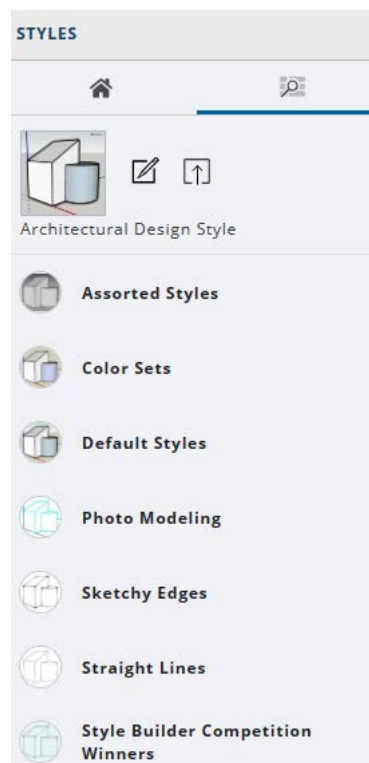 STYLES
Architectural Design Style
Assorted Styles
Color Sets
Default Styles
Photo Modeling
Sketchy Edges
Straight Lines
Style Builder Competition
Winners